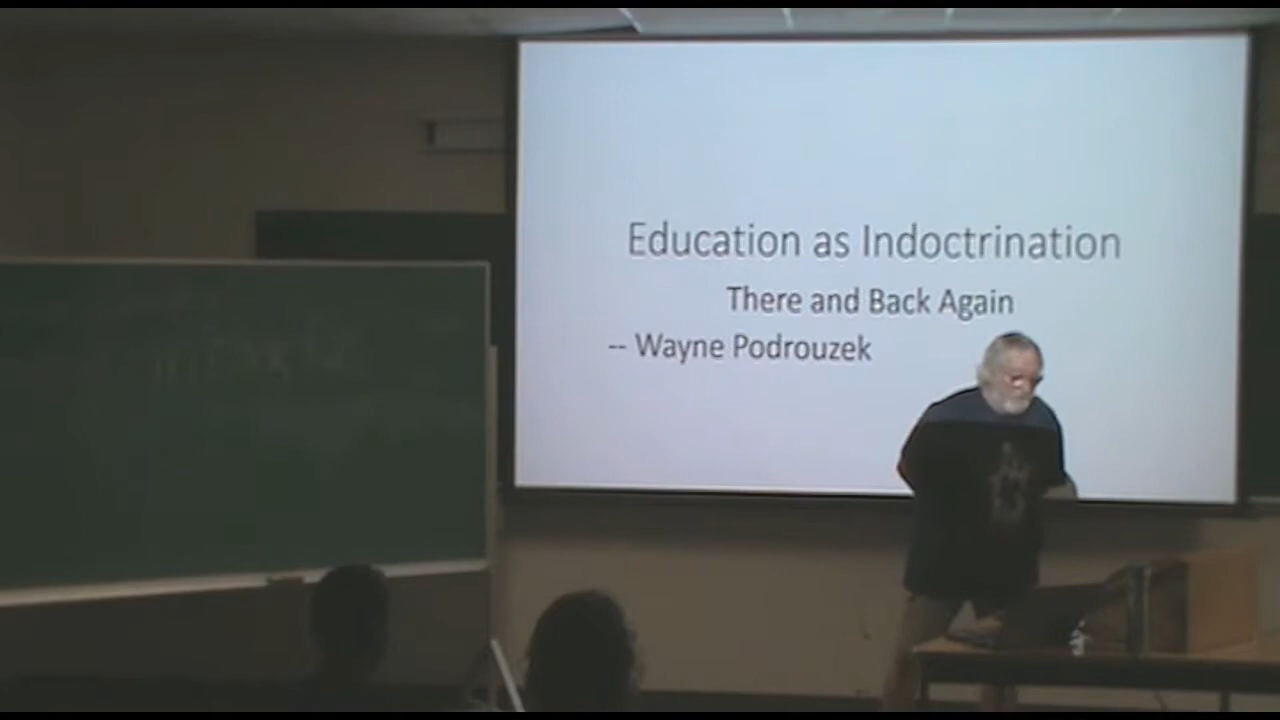 Education as Indoctrination
There and Back Again
-- Wayne Podrouzek